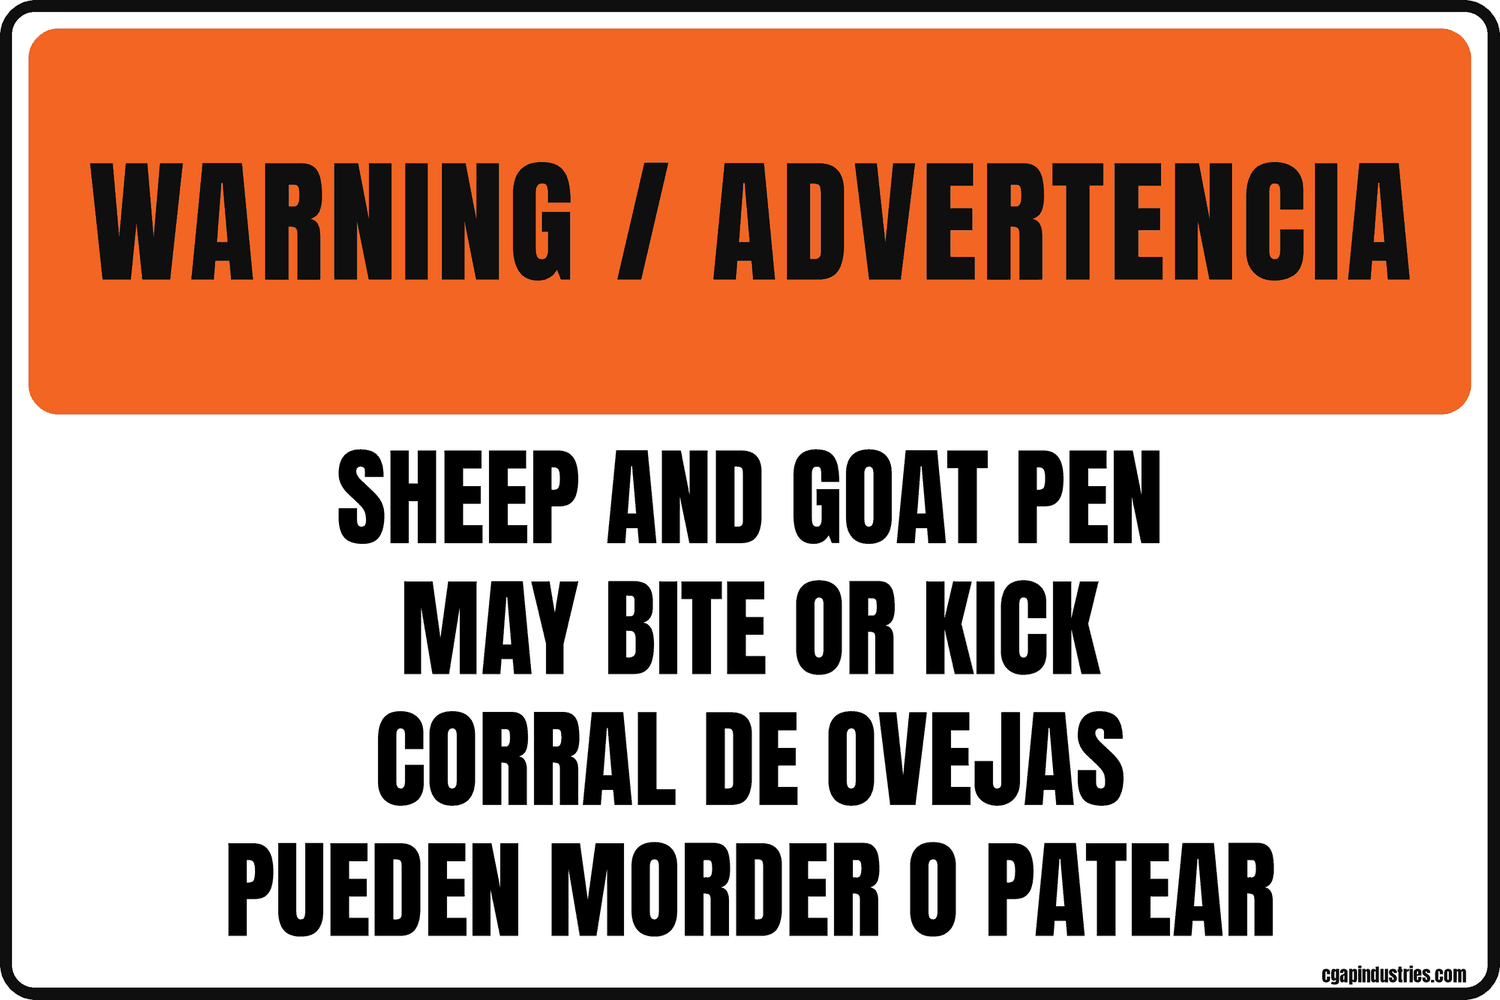 WARNING / ADVERTENCIA
SHEEP AND GOAT PEN
MAY BITE OR KICK
CORRAL DE OVEJAS
PUEDEN MORDER O PATEAR
cgapindustries.com